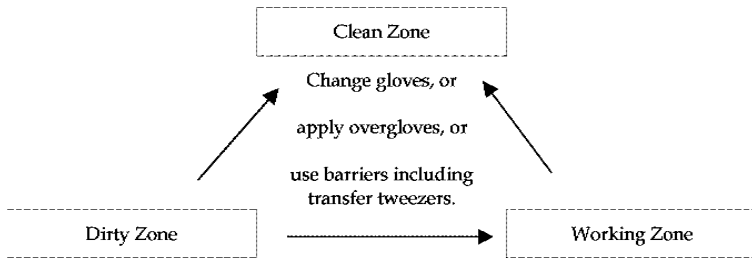 Clean Zone
Change gloves, or
apply overgloves, or
use barriers including
transfer tweezers.
Dirty Zone
Working Zone